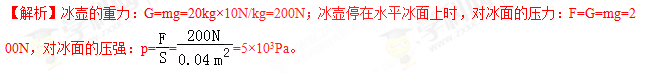 【解析】冰壶的重力：G=mg=20kg×10N/kg=200N；冰壶停在水平冰面上时，对冰面的压力：F=G=mg=2
00N，对冰面的压强：p=F/S=200N/0.04 m²=5×10³Pa。